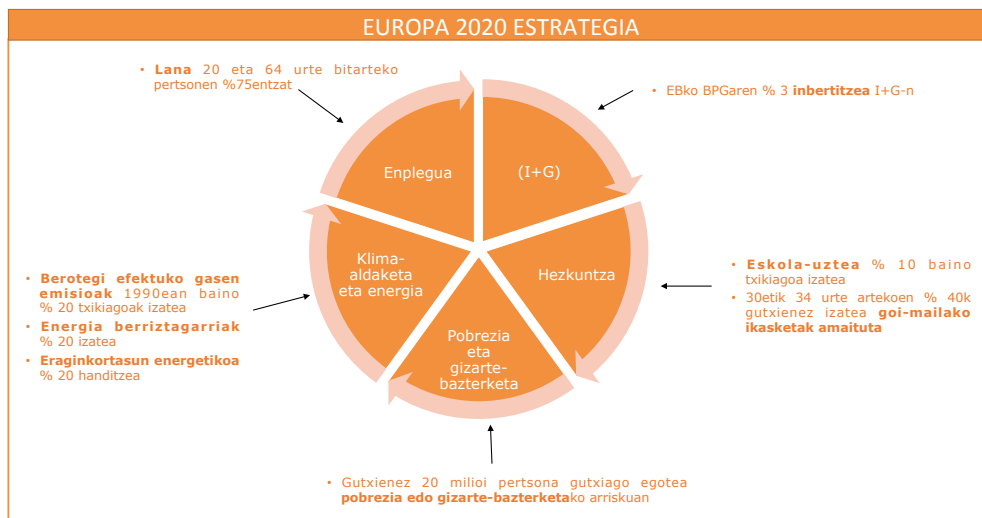 EUROPA 2020 ESTRATEGIA
• Lana 20 eta 64 urte bitarteko
pertsonen %75entzat
• EBko BPGaren % 3 inbertitzea I+G-n
Enplegua
(I+G)
Klima-
aldaketa
eta energia
Hezkuntza
Pobrezia
eta
gizarte-
bazterketa
• Eskola-uztea % 10 baino
txikiagoa izatea
• 30etik 34 urte artekoen % 40k
gutxienez izatea goi-mailako
ikasketak amaituta
• Berotegi efektuko gasen
emisioak 1990ean baino
% 20 txikiagoak izatea
• Energia berriztagarriak
% 20 izatea
• Eraginkortasun energetikoa
% 20 handitzea
• Gutxienez 20 milioi pertsona gutxiago egotea
pobrezia edo gizarte-bazterketako arriskuan